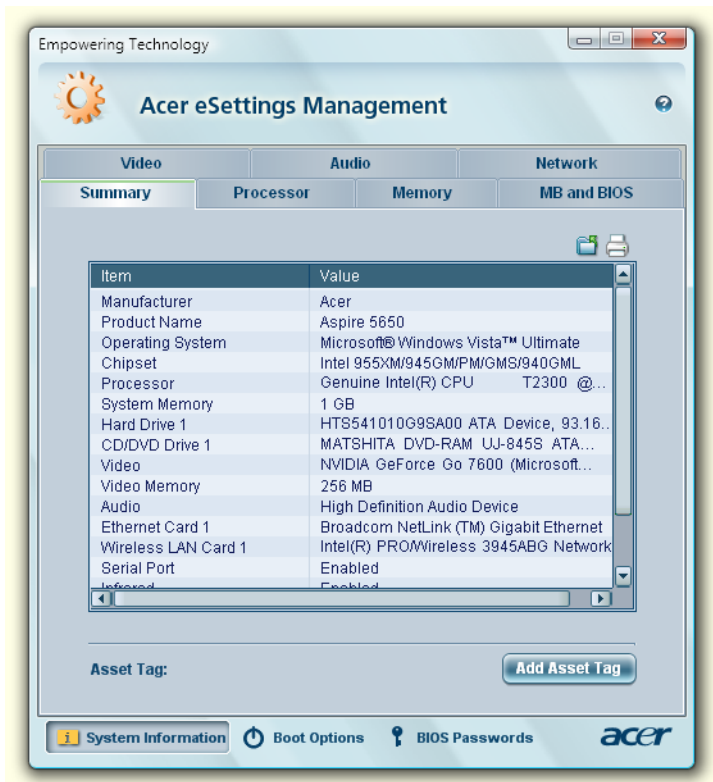 Empowering Technology
Acer eSettings Management
Video Audio Network
Summary Processor Memory MB and BIOS
Item Value
Manufacturer Acer
Product Name Aspire 5650
Operating System Microsoft® Windows Vista™ Ultimate
Chipset Intel 955XM/945GM/PM/GMS/940GML
Processor Genuine Intel(R) CPU T2300 @...
System Memory 1 GB
Hard Drive 1 HTS541010G9SA00 ATA Device, 93.16..
CD/DVD Drive 1 MATSHITA DVD-RAM UJ-845S ATA...
Video NVIDIA GeForce Go 7600 (Microsoft...
Video Memory 256 MB
Audio High Definition Audio Device
Ethernet Card 1 Broadcom NetLink (TM) Gigabit Ethernet
Wireless LAN Card 1 Intel(R) PRO/Wireless 3945ABG Network
Serial Port Enabled
Infrared Enabled
Asset Tag: Add Asset Tag
System Information Boot Options BIOS Passwords acer